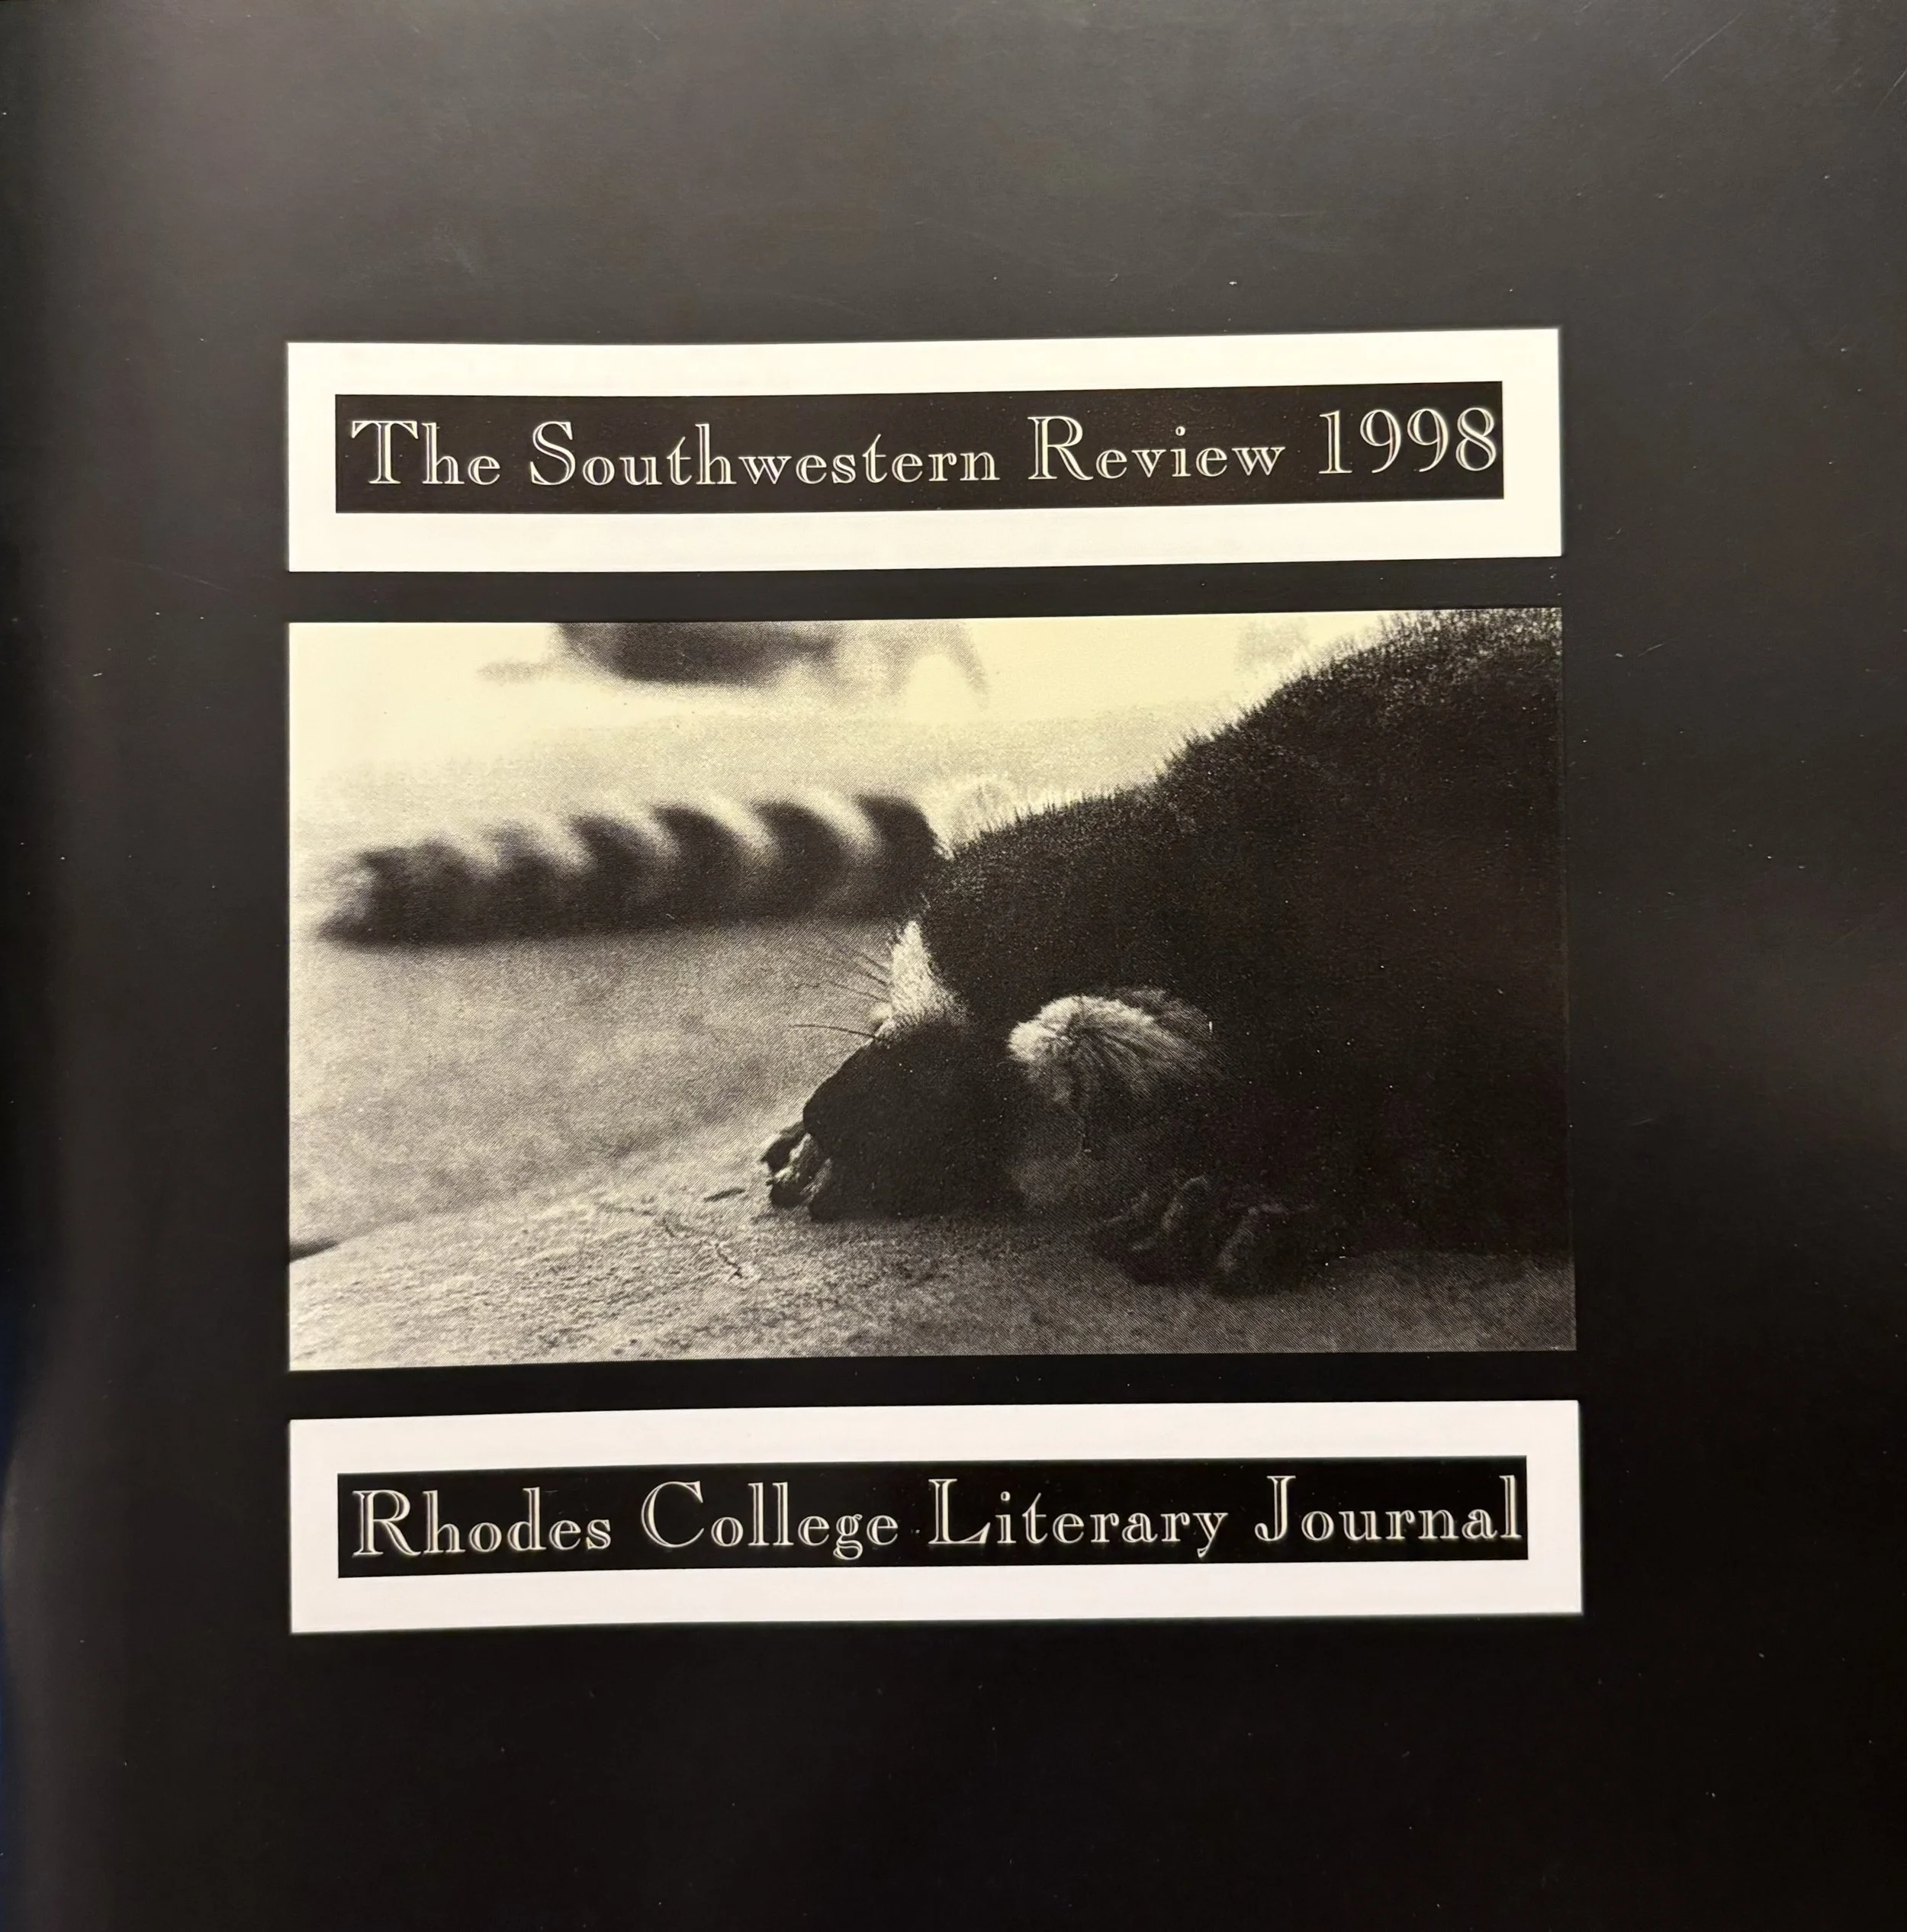 The Southwestern Review 1998
Rhodes College Literary Journal